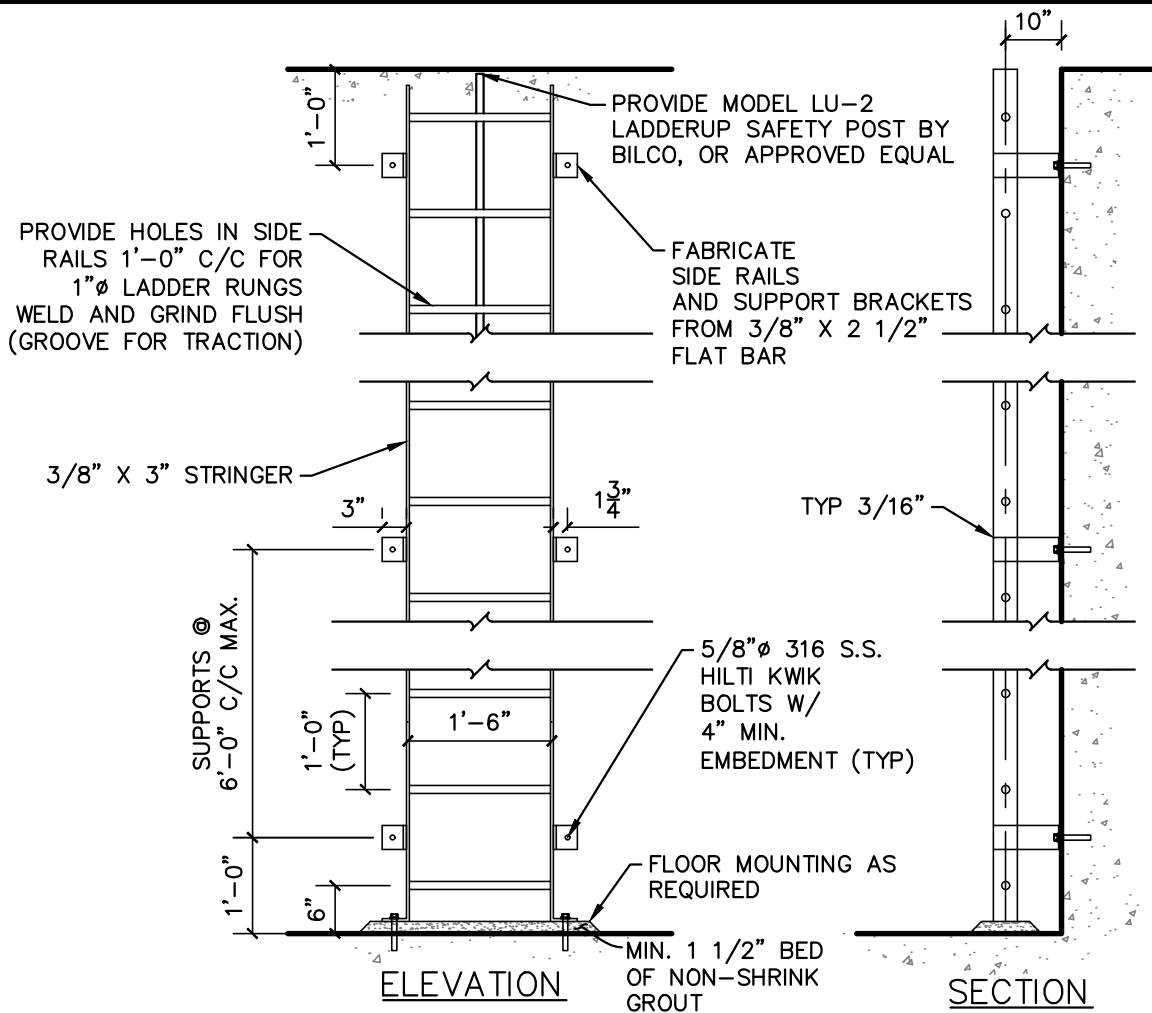 10"
PROVIDE MODEL LU-2
LADDERUP SAFETY POST BY
BILCO, OR APPROVED EQUAL
1'-0"
PROVIDE HOLES IN SIDE
RAILS 1'-0" C/C FOR
1"ø LADDER RUNGS
WELD AND GRIND FLUSH
(GROOVE FOR TRACTION)
FABRICATE
SIDE RAILS
AND SUPPORT BRACKETS
FROM 3/8" X 2 1/2"
FLAT BAR
3/8" X 3" STRINGER
3"
1 3/4"
TYP 3/16"
SUPPORTS @
6'-0" C/C MAX.
5/8"ø 316 S.S.
HILTI KWIK
BOLTS W/
4" MIN.
EMBEDMENT (TYP)
1'-0"
(TYP)
1'-6"
1'-0"
6"
FLOOR MOUNTING AS
REQUIRED
MIN. 1 1/2" BED
OF NON-SHRINK
GROUT
ELEVATION
SECTION